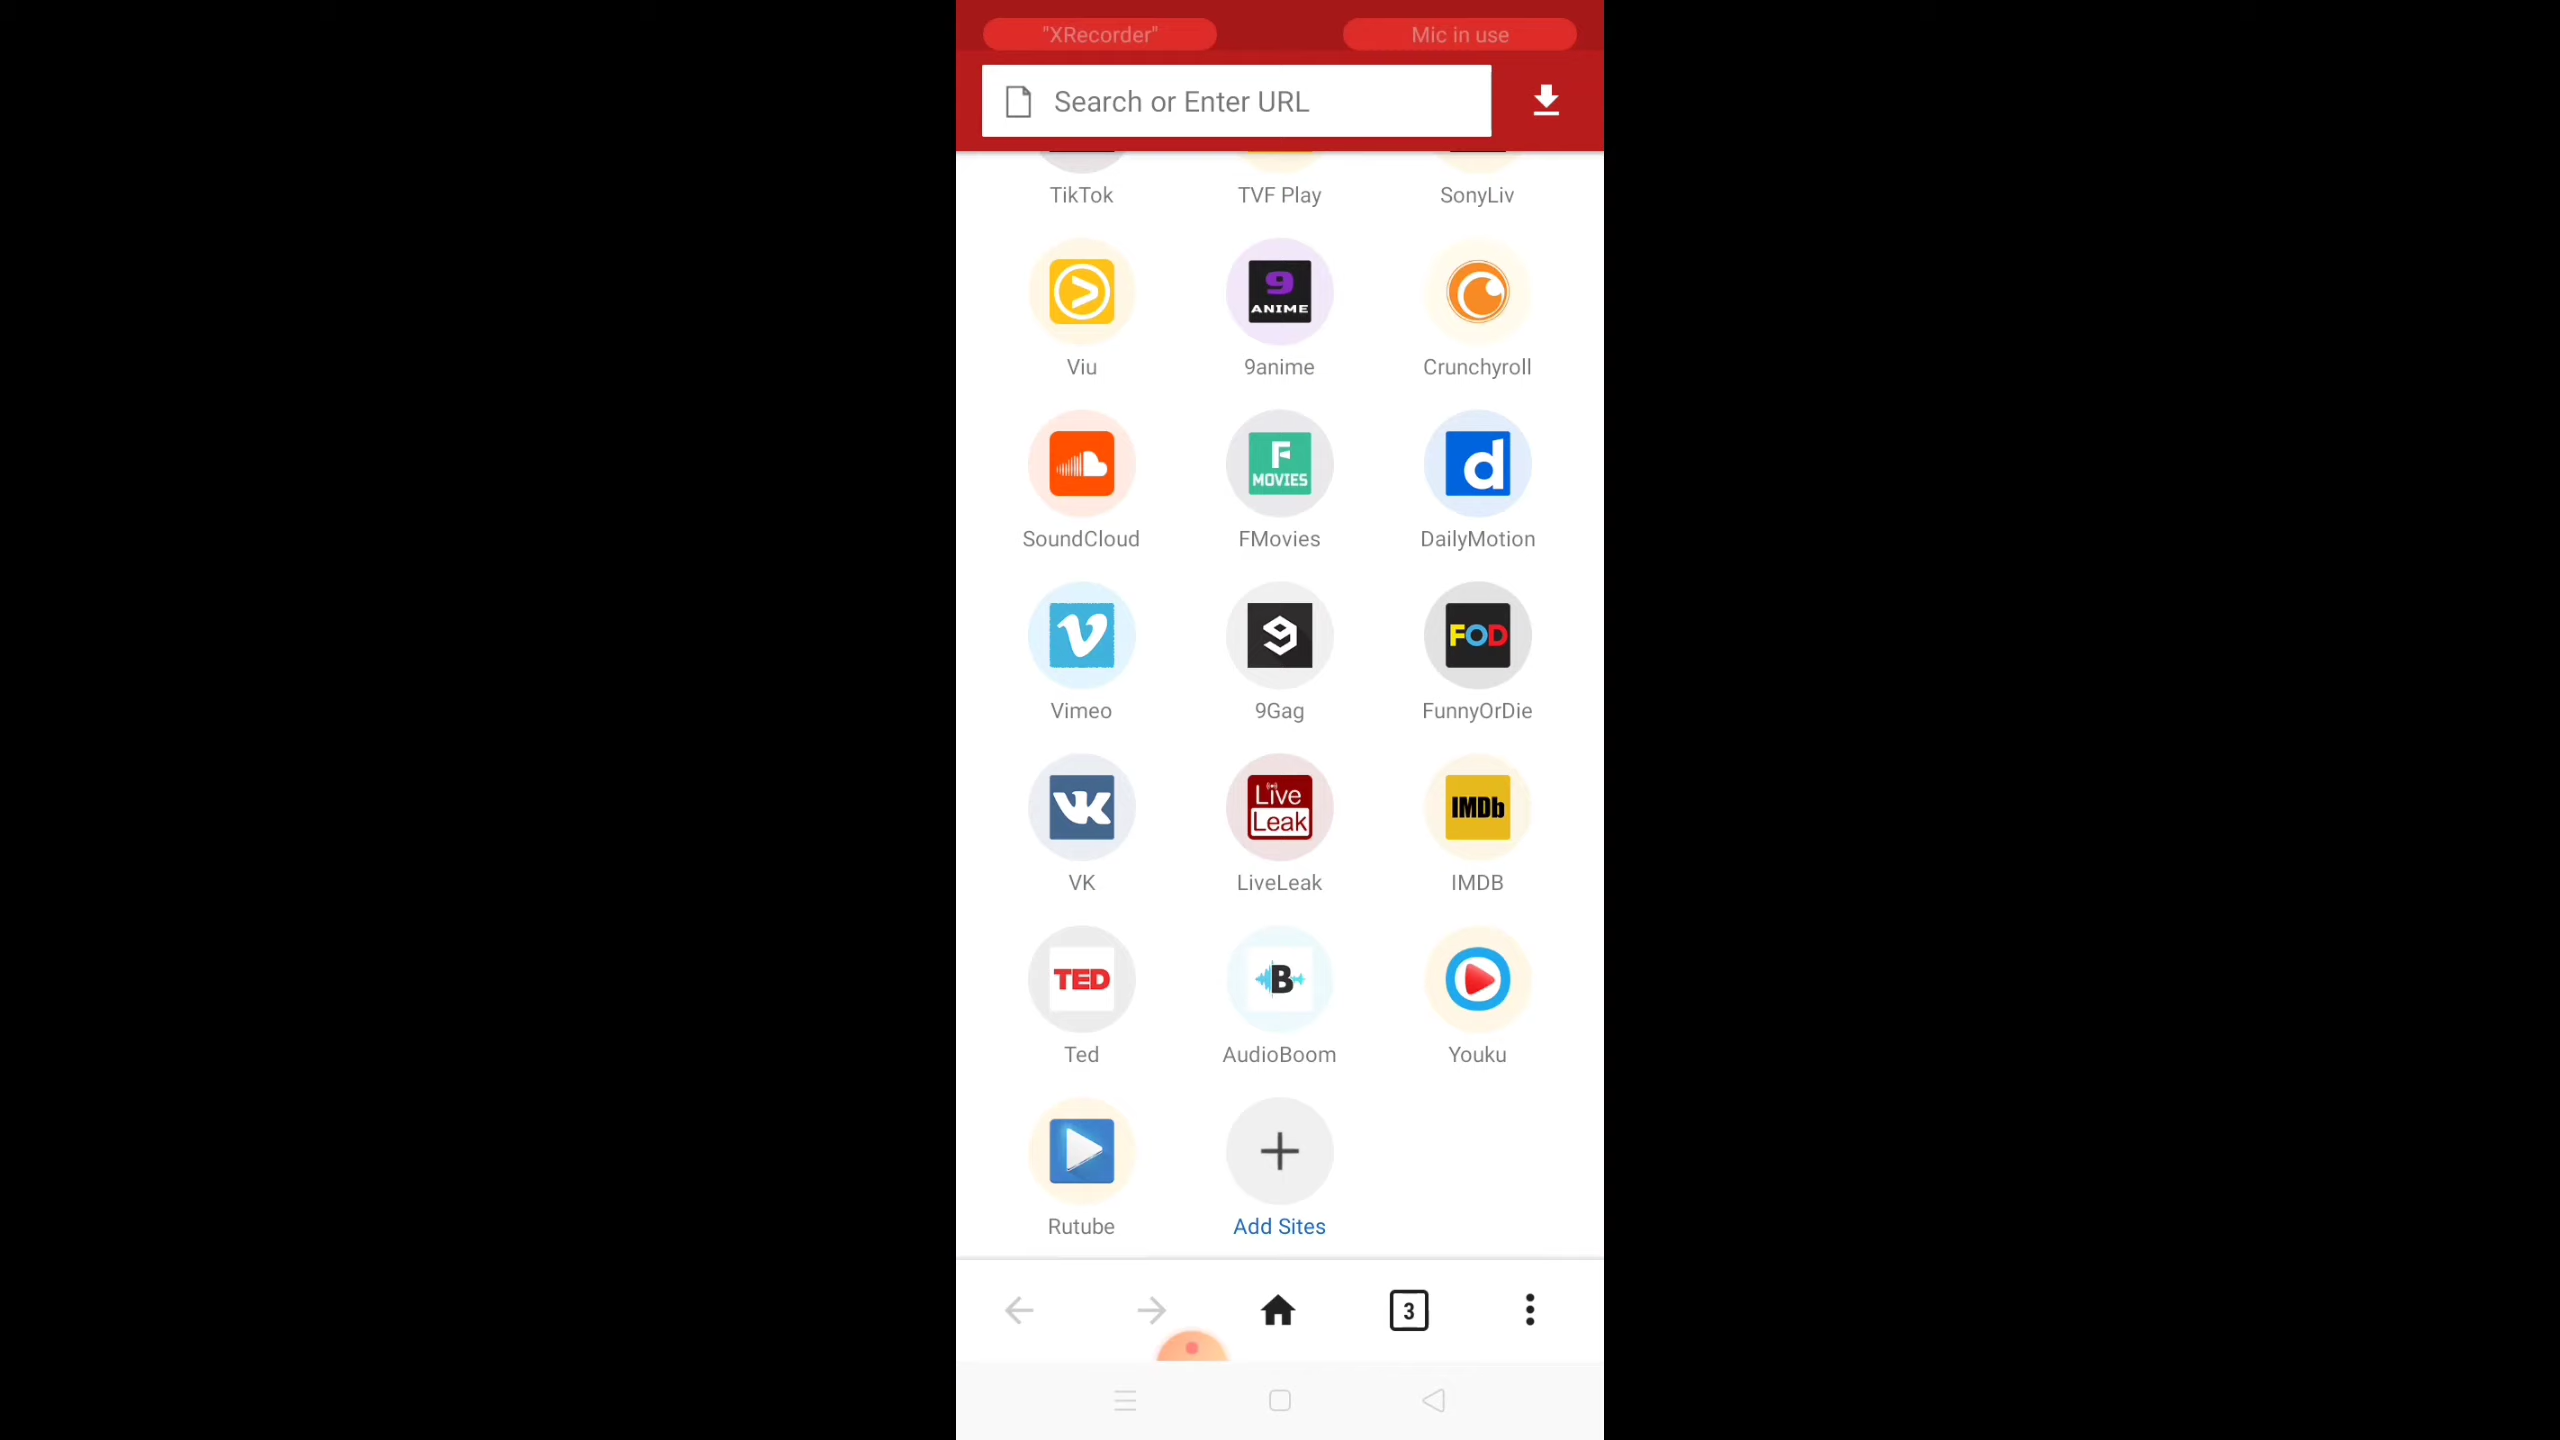 "XRecorder" Mic in use
Search or Enter URL
TikTok TVF Play SonyLiv
9
ANIME
Viu 9anime Crunchyroll
F
MOVIES
d
SoundCloud FMovies DailyMotion
V 9 FOD
Vimeo 9Gag FunnyOrDie
VK Live
Leak IMDb
VK LiveLeak IMDB
TED B
Ted AudioBoom Youku
Rutube Add Sites
3